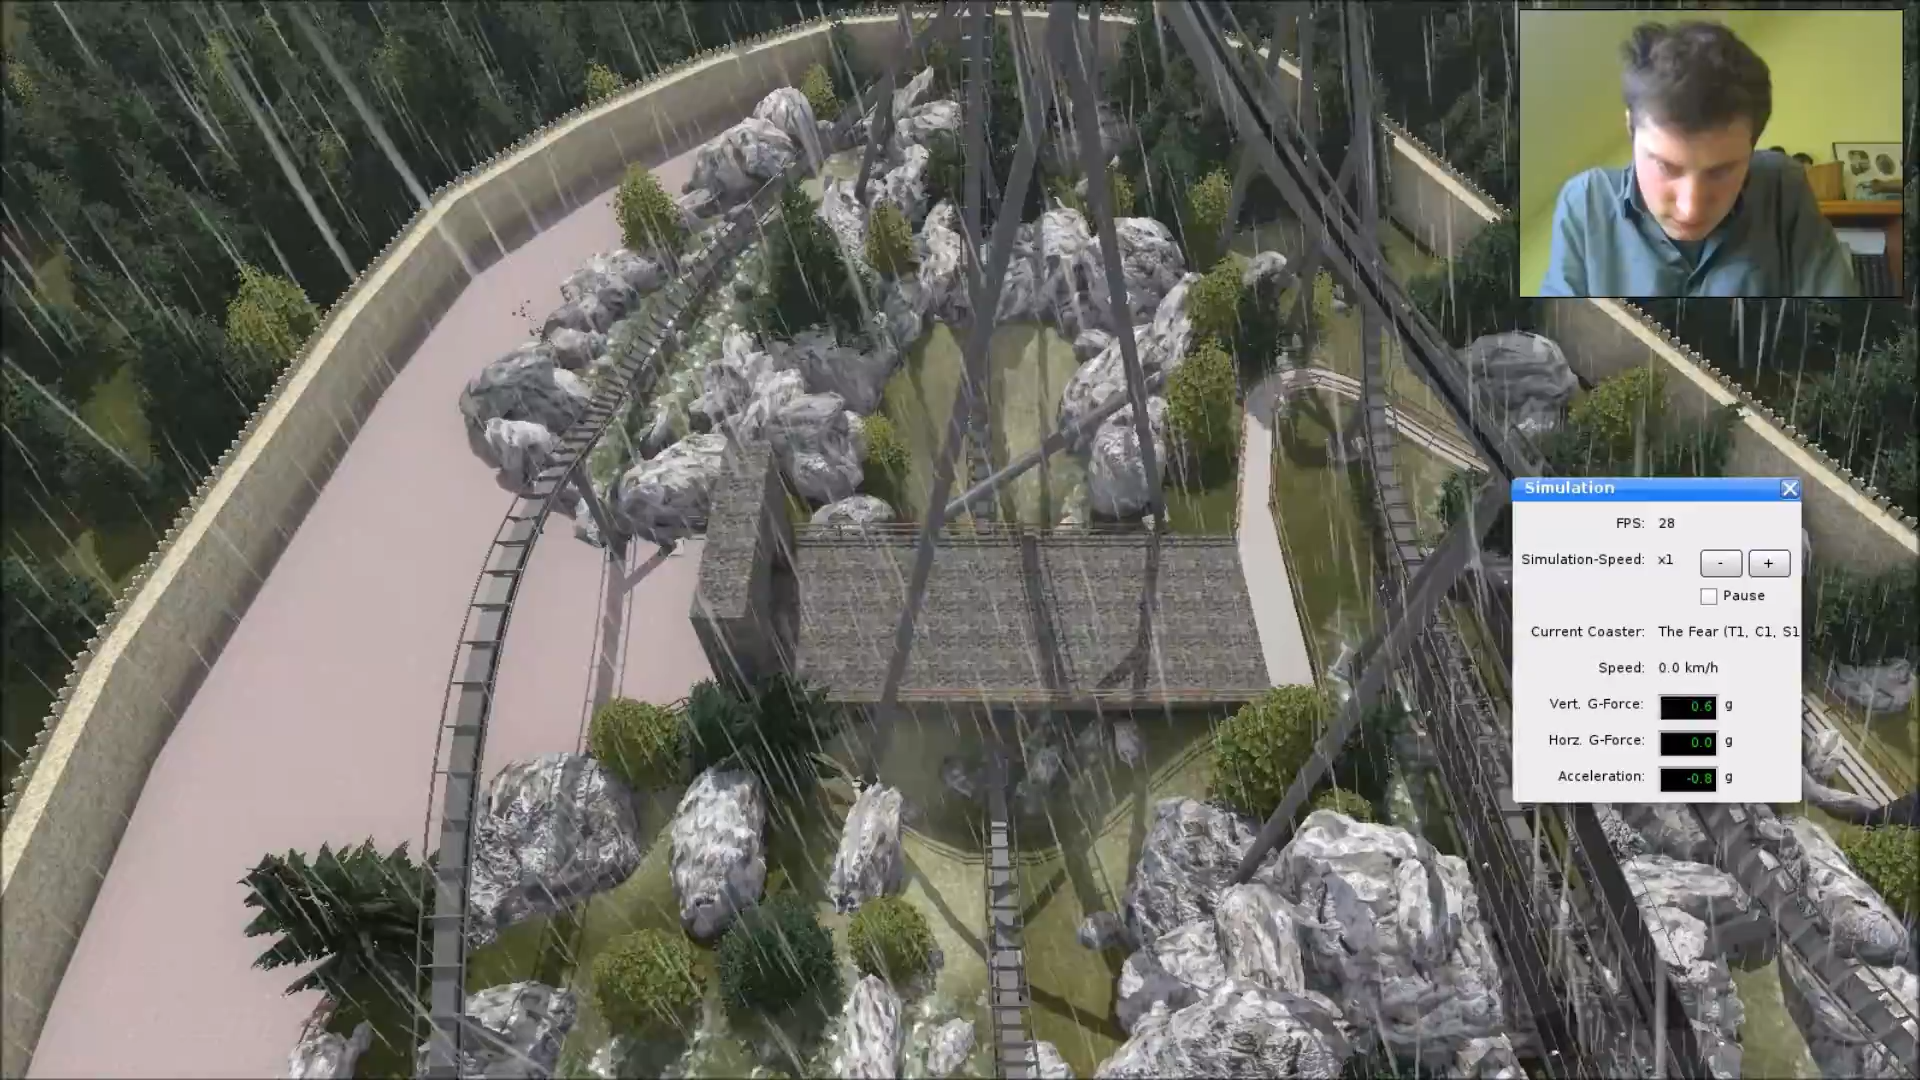 Simulation
FPS: 28
Simulation-Speed: x1 - +
Pause
Current Coaster: The Fear (T1, C1, S1
Speed: 0.0 km/h
Vert. G-Force: 0.6 g
Horz. G-Force: 0.0 g
Acceleration: -0.8 g